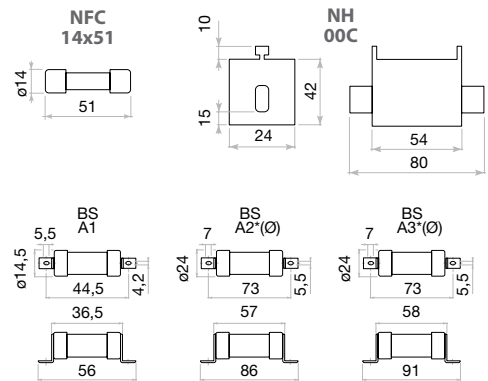 NFC
14x51
ø14
51
NH
00C
10
15
24
42
54
80
BS
A1
5,5
ø14,5
4,2
44,5
36,5
56
BS
A2*(Ø)
7
ø24
5,5
73
57
86
BS
A3*(Ø)
7
ø24
5,5
73
58
91